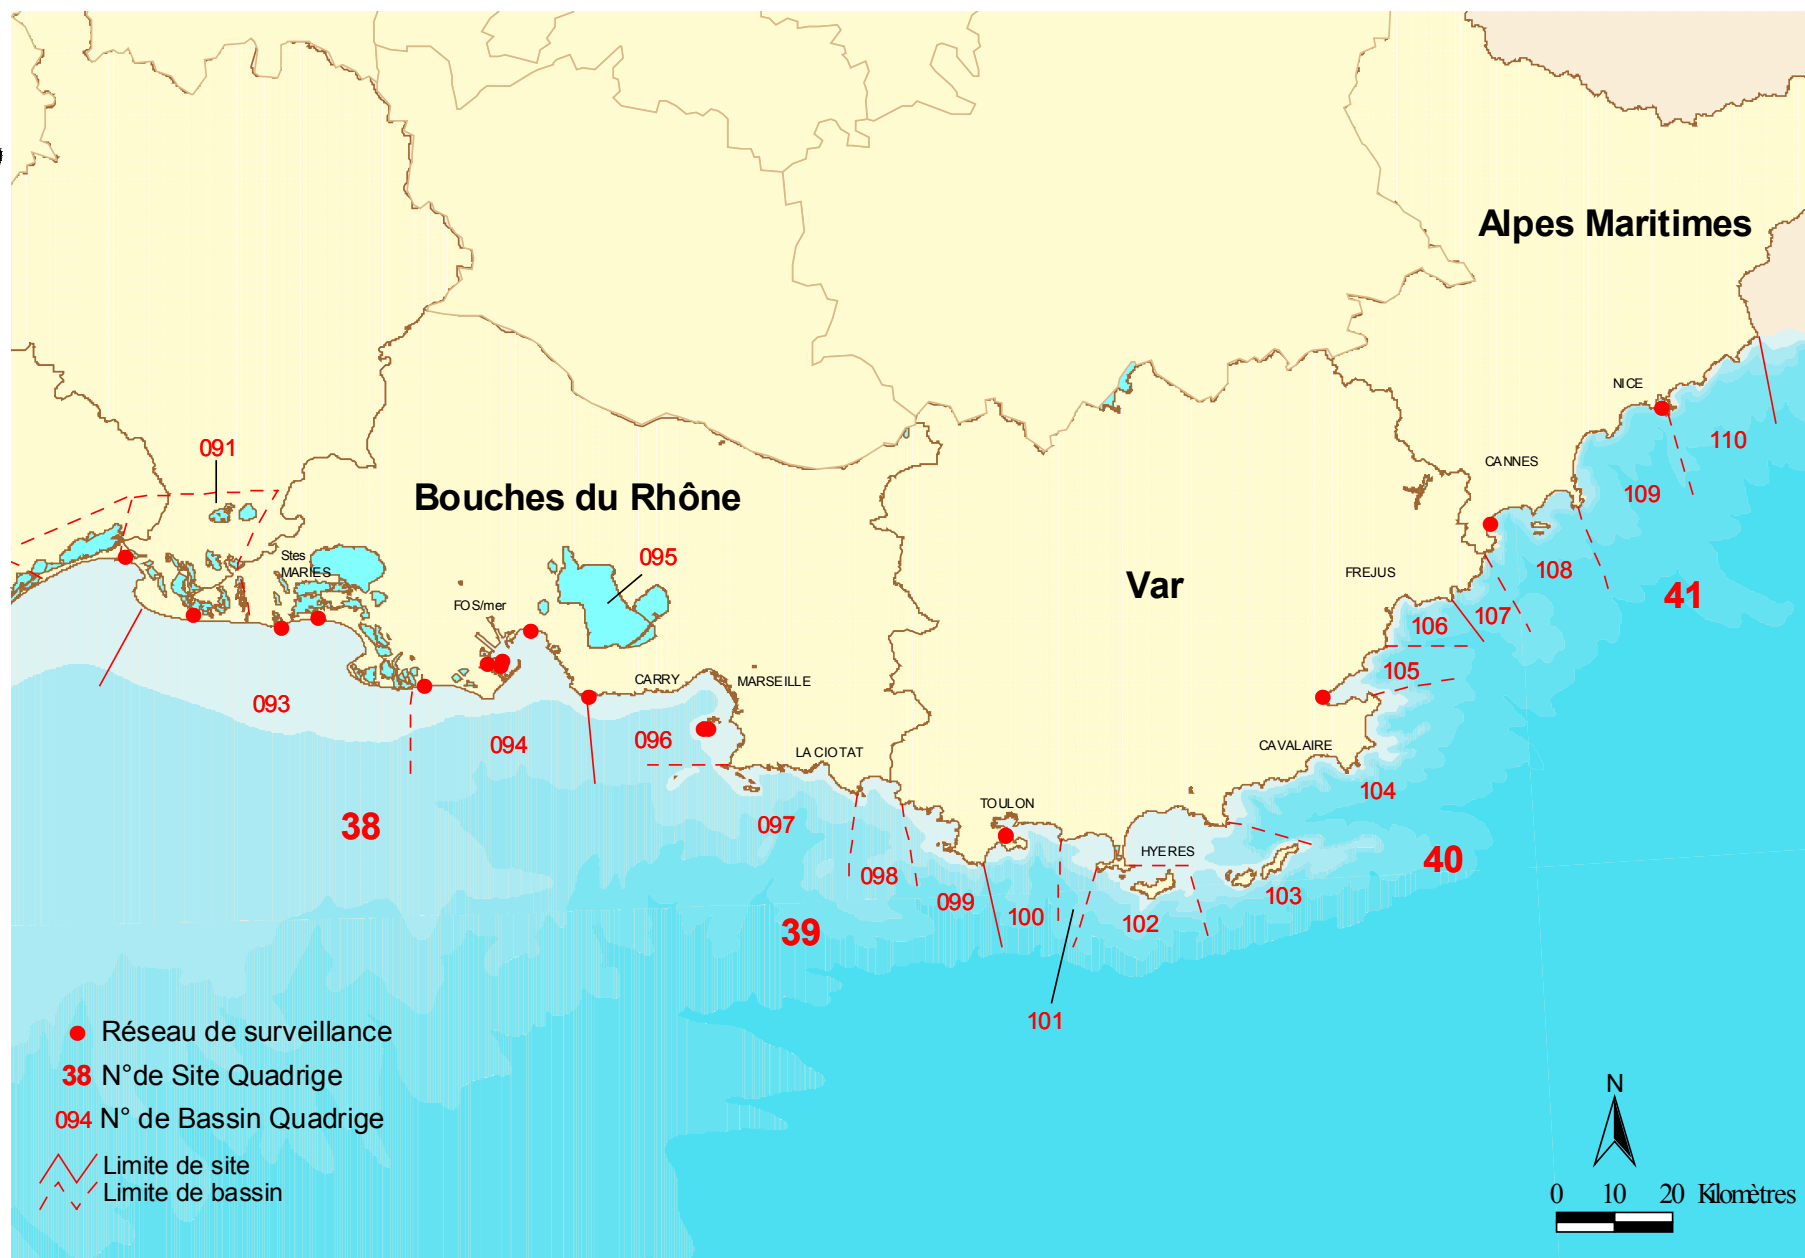 Alpes Maritimes
NICE
110
CANNES
109
091
Bouches du Rhône
095
Stes
MARIES
FOS/mer
Var
FREJUS
108
41
107
106
105
CARRY
MARSEILLE
093
094
096
LA CIOTAT
CAVALAIRE
104
38
097
TOULON
HYERES
40
098
099
100
102
103
39
101
Réseau de surveillance
38 N°de Site Quadrige
094 N° de Bassin Quadrige
Limite de site
Limite de bassin
N
0 10 20 Kilomètres